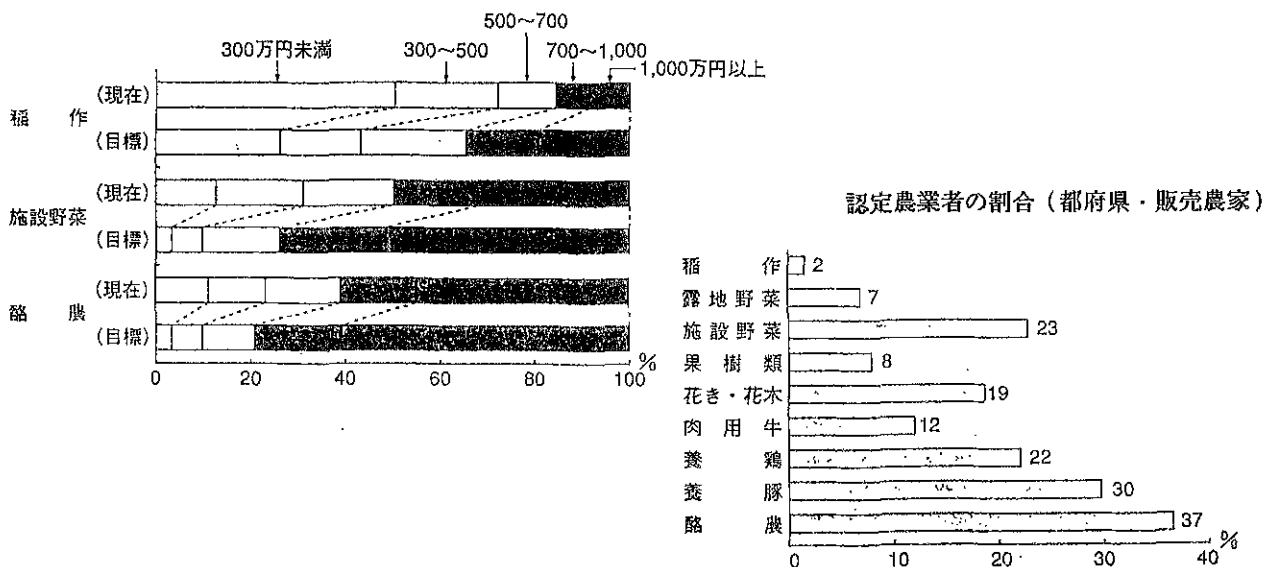 500～700
300万円未満 300～500 700～1,000
1,000万円以上
稲作
(現在)
(目標)
施設野菜
(現在)
(目標)
酪農
(現在)
(目標)
0 20 40 60 80 100 %
認定農業者の割合（都府県・販売農家）
稲作 2
露地野菜 7
施設野菜 23
果樹類 8
花き・花木 19
肉用牛 12
養鶏 22
養豚 30
酪農 37
0 10 20 30 40 %